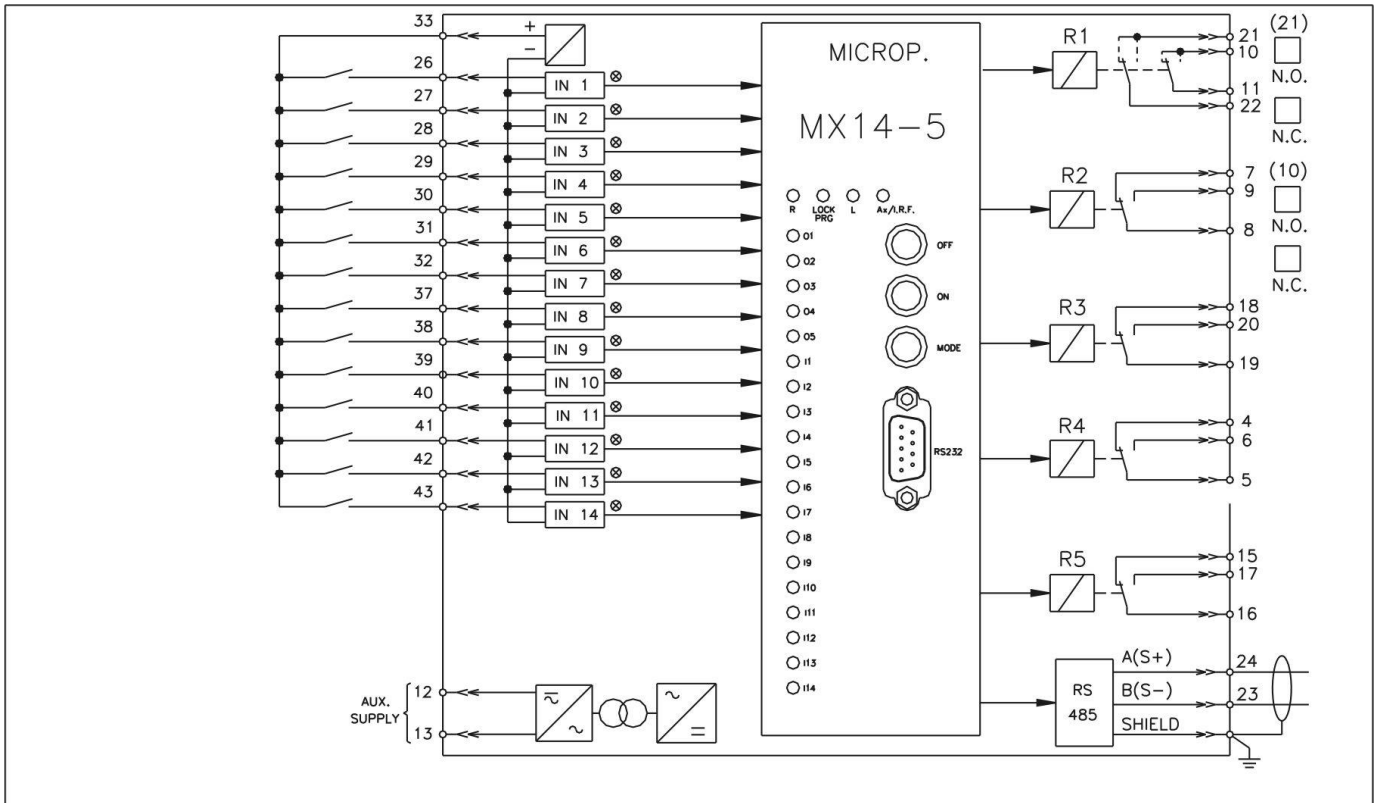 33
+
−
26
IN 1
27
IN 2
28
IN 3
29
IN 4
30
IN 5
31
IN 6
32
IN 7
37
IN 8
38
IN 9
39
IN 10
40
IN 11
41
IN 12
42
IN 13
43
IN 14
AUX.
SUPPLY
12
13
MICROP.
MX14-5
R
LOCK
PRG
L
Ax/I.R.F.
O1
O2
O3
O4
O5
I1
I2
I3
I4
I5
I6
I7
I8
I9
I10
I11
I12
I13
I14
OFF
ON
MODE
RS232
R1
21
10
11
22
R2
7
9
8
R3
18
20
19
R4
4
6
5
R5
15
17
16
RS
485
A(S+)
24
B(S-)
23
SHIELD
(21)
N.O.
N.C.
(10)
N.O.
N.C.